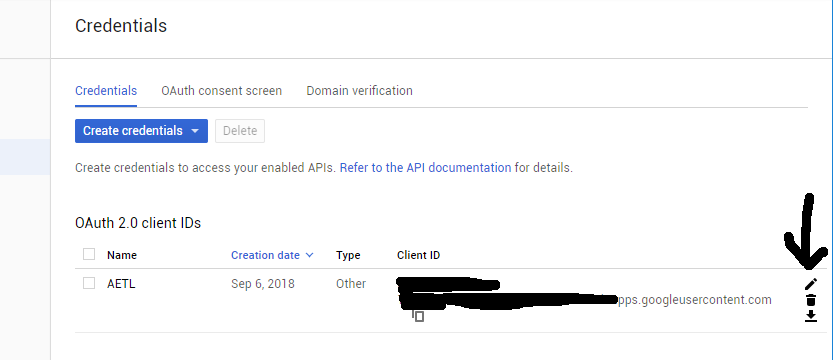 Credentials
Credentials OAuth consent screen Domain verification
Create credentials Delete
Create credentials to access your enabled APIs. Refer to the API documentation for details.
OAuth 2.0 client IDs
Name Creation date Type Client ID
AETL Sep 6, 2018 Other
pps.googleusercontent.com